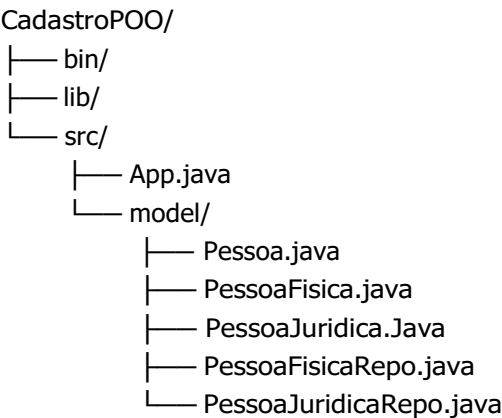 CadastroPOO/
├── bin/
├── lib/
└── src/
    ├── App.java
    └── model/
        ├── Pessoa.java
        ├── PessoaFisica.java
        ├── PessoaJuridica.Java
        ├── PessoaFisicaRepo.java
        └── PessoaJuridicaRepo.java